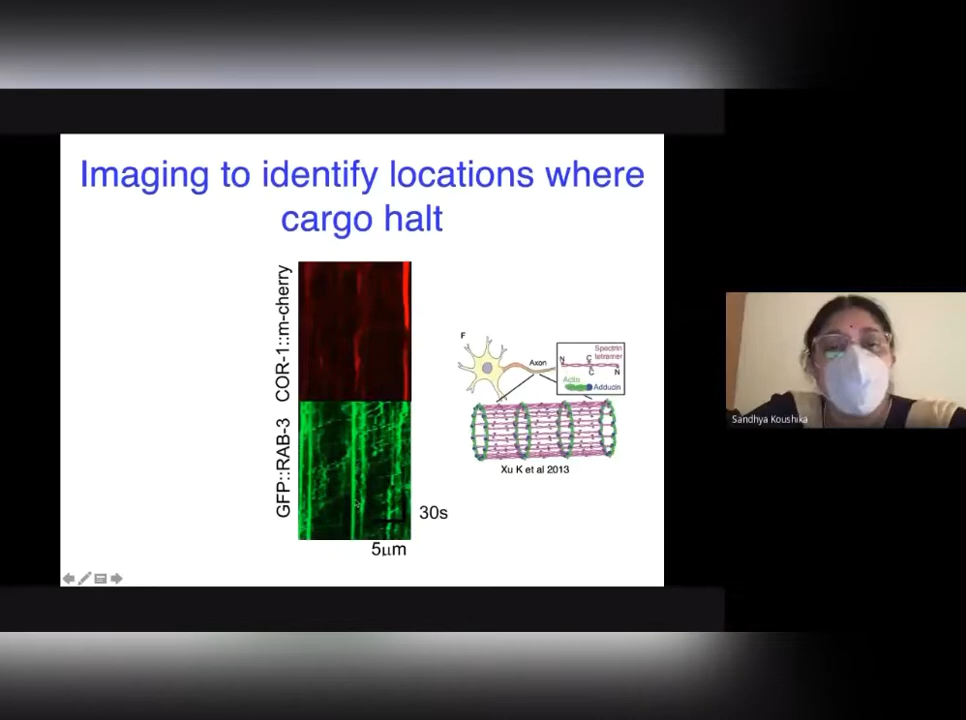 Imaging to identify locations where
cargo halt
COR-1::m-cherry
GFP::RAB-3
30s
5μm
F
Axon
Spectrin
tetramer
N
C
C
N
Actin
Adducin
Xu K et al 2013
Sandhya Koushika